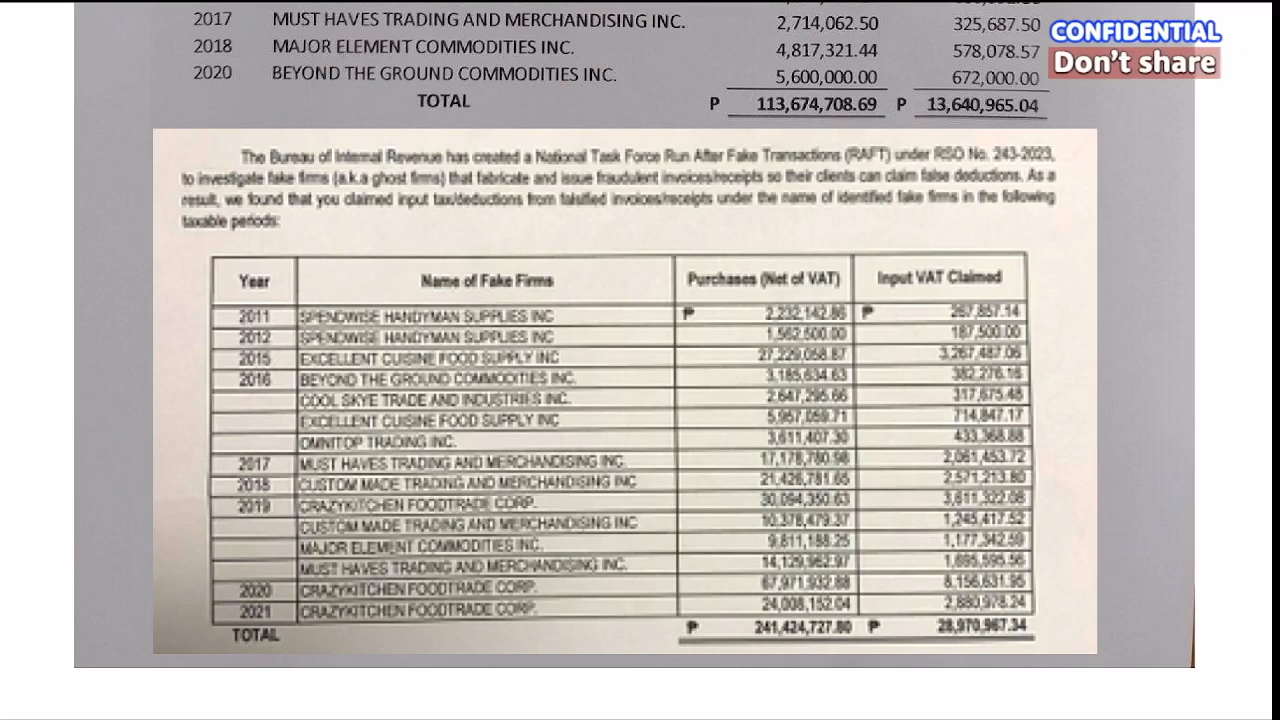 2017 MUST HAVES TRADING AND MERCHANDISING INC. 2,714,062.50 325,687.50
CONFIDENTIAL
2018 MAJOR ELEMENT COMMODITIES INC. 4,817,321.44 578,078.57
Don't share
2020 BEYOND THE GROUND COMMODITIES INC. 5,600,000.00 672,000.00
TOTAL P 113,674,708.69 P 13,640,965.04
The Bureau of Internal Revenue has created a National Task Force Run After Fake Transactions (RAFT) under RSO No. 243-2023,
to investigate fake firms (a.k.a ghost firms) that fabricate and issue fraudulent invoices/receipts so their clients can claim false deductions. As a
result, we found that you claimed input tax/deductions from falsified invoices/receipts under the name of identified fake firms in the following
taxable periods:
Year Name of Fake Firms Purchases (Net of VAT) Input VAT Claimed
2011 SPENDWISE HANDYMAN SUPPLIES INC ₱ 2,232,142.86 ₱ 267,857.14
2012 SPENDWISE HANDYMAN SUPPLIES INC 1,562,500.00 187,500.00
2015 EXCELLENT CUISINE FOOD SUPPLY INC 27,229,058.87 3,267,487.06
2016 BEYOND THE GROUND COMMODITIES INC. 3,185,634.63 382,276.16
COOL SKYE TRADE AND INDUSTRIES INC. 2,647,295.66 317,675.48
EXCELLENT CUISINE FOOD SUPPLY INC 5,957,059.71 714,847.17
OMNITOP TRADING INC. 3,611,407.30 433,368.88
2017 MUST HAVES TRADING AND MERCHANDISING INC. 17,178,780.98 2,061,453.72
2018 CUSTOM MADE TRADING AND MERCHANDISING INC 21,426,781.65 2,571,213.80
2019 CRAZYKITCHEN FOODTRADE CORP. 30,094,350.63 3,611,322.08
CUSTOM MADE TRADING AND MERCHANDISING INC 10,378,479.37 1,245,417.52
MAJOR ELEMENT COMMODITIES INC. 9,811,188.25 1,177,342.59
MUST HAVES TRADING AND MERCHANDISING INC. 14,129,962.97 1,695,595.56
2020 CRAZYKITCHEN FOODTRADE CORP. 67,971,932.88 8,156,631.95
2021 CRAZYKITCHEN FOODTRADE CORP. 24,008,152.04 2,880,978.24
TOTAL ₱ 241,424,727.80 ₱ 28,970,967.34